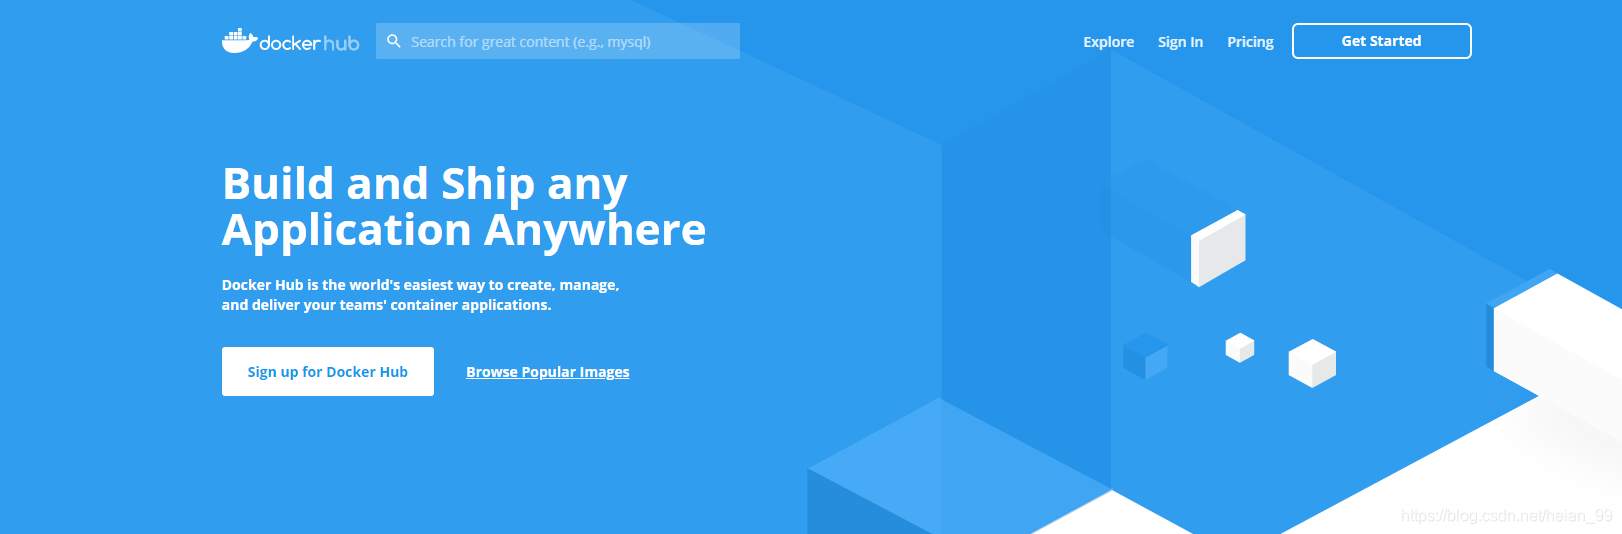 docker hub
Search for great content (e.g., mysql)
Explore
Sign In
Pricing
Get Started
Build and Ship any
Application Anywhere
Docker Hub is the world's easiest way to create, manage,
and deliver your teams' container applications.
Sign up for Docker Hub
Browse Popular Images
https://blog.csdn.net/heian_99